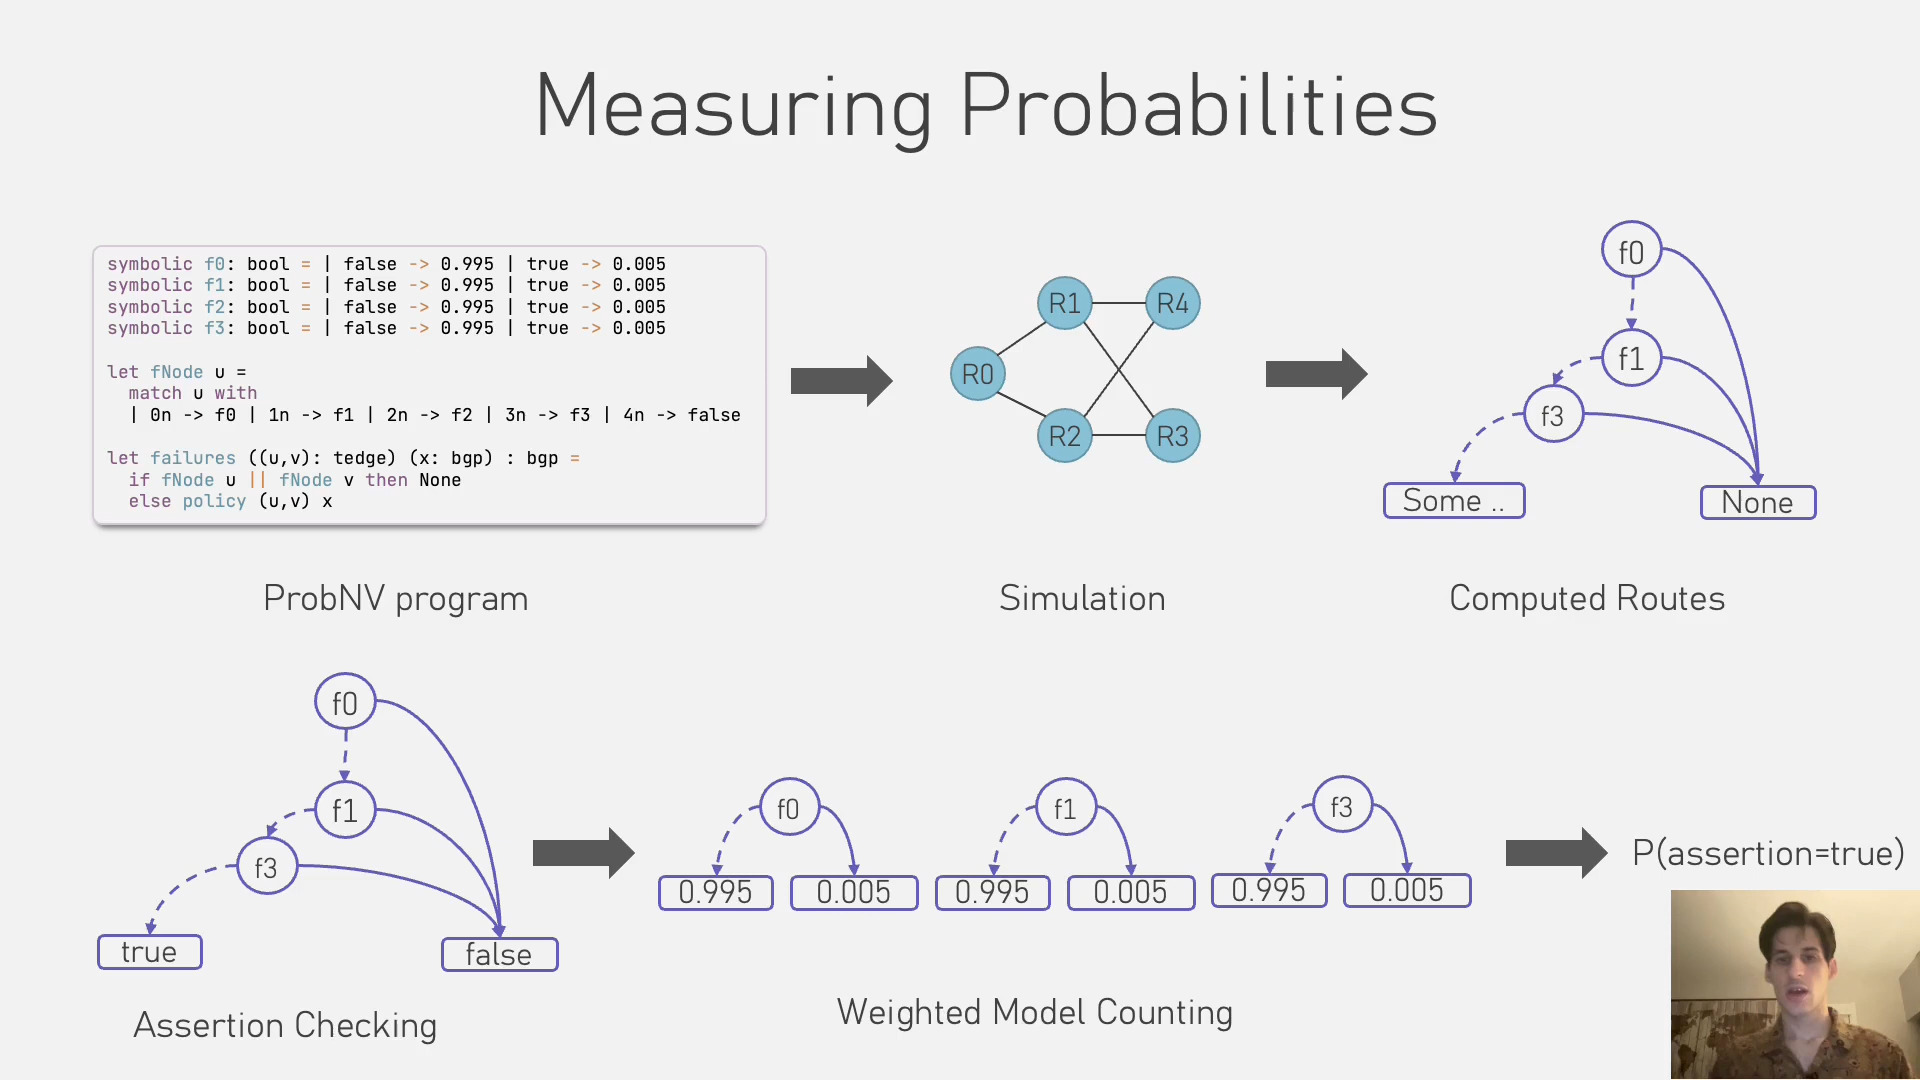 Measuring Probabilities
symbolic f0: bool = | false -> 0.995 | true -> 0.005
symbolic f1: bool = | false -> 0.995 | true -> 0.005
symbolic f2: bool = | false -> 0.995 | true -> 0.005
symbolic f3: bool = | false -> 0.995 | true -> 0.005
let fNode u =
match u with
| 0n -> f0 | 1n -> f1 | 2n -> f2 | 3n -> f3 | 4n -> false
let failures ((u,v): tedge) (x: bgp) : bgp =
if fNode u || fNode v then None
else policy (u,v) x
ProbNV program
R1 R4
R0
R2 R3
Simulation
f0
f1
f3
Some .. None
Computed Routes
f0
f1
f3
true false
Assertion Checking
f0 f1 f3
0.995 0.005 0.995 0.005 0.995 0.005
Weighted Model Counting
P(assertion=true)